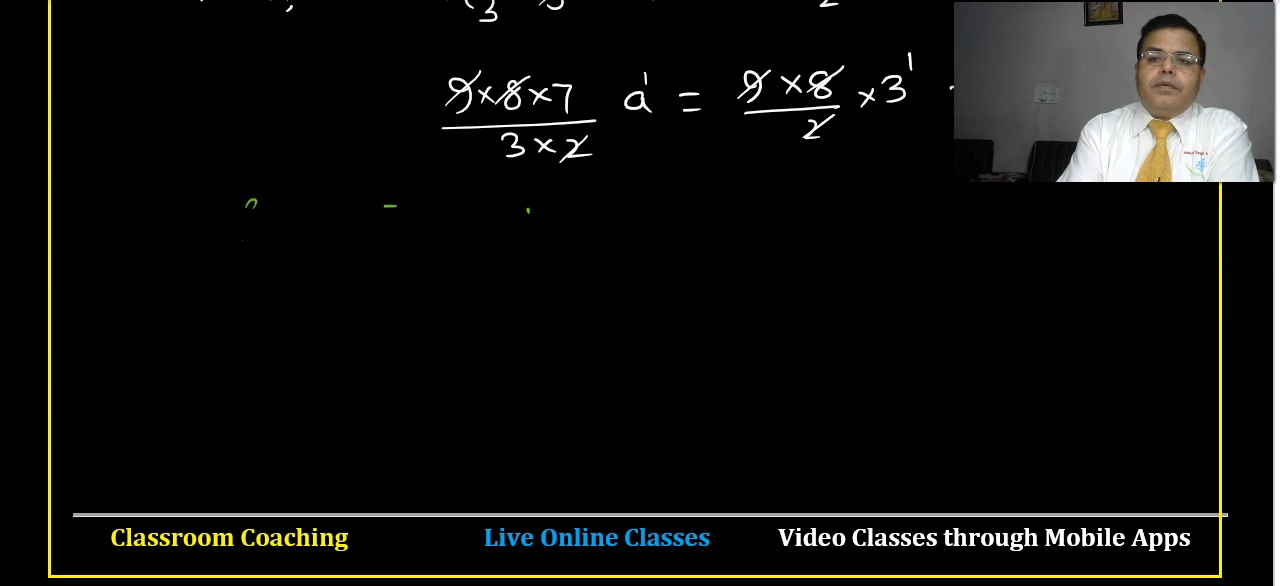 9×8×7 / 3×2 a¹ = 9×8 / 2 ×3¹
Classroom Coaching Live Online Classes Video Classes through Mobile Apps